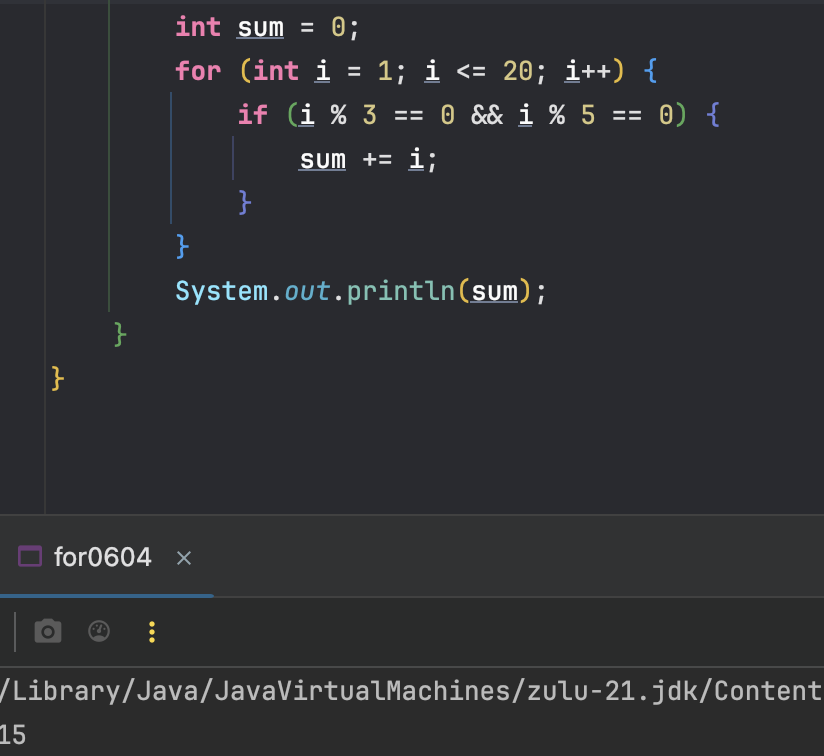 int sum = 0;
for (int i = 1; i <= 20; i++) {
if (i % 3 == 0 && i % 5 == 0) {
sum += i;
}
}
System.out.println(sum);
}
}
for0604 ×
/Library/Java/JavaVirtualMachines/zulu-21.jdk/Content
15